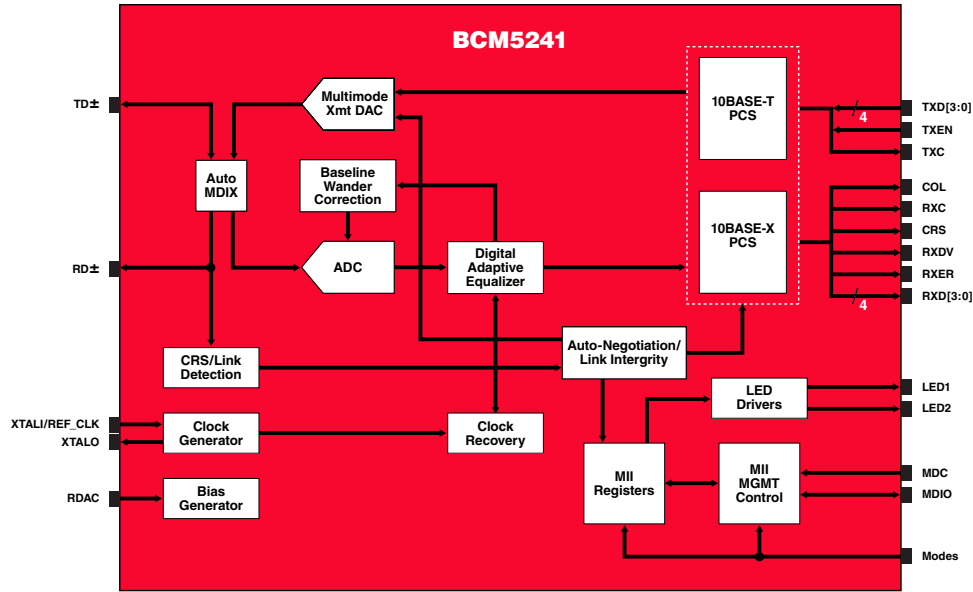 BCM5241
TD±
RD±
XTALI/REF_CLK
XTALO
RDAC
Multimode
Xmt DAC
Auto
MDIX
Baseline
Wander
Correction
ADC
Digital
Adaptive
Equalizer
10BASE-T
PCS
10BASE-X
PCS
CRS/Link
Detection
Auto-Negotiation/
Link Intergrity
Clock
Generator
Clock
Recovery
Bias
Generator
LED
Drivers
MII
Registers
MII
MGMT
Control
TXD[3:0]
4
TXEN
TXC
COL
RXC
CRS
RXDV
RXER
RXD[3:0]
4
LED1
LED2
MDC
MDIO
Modes